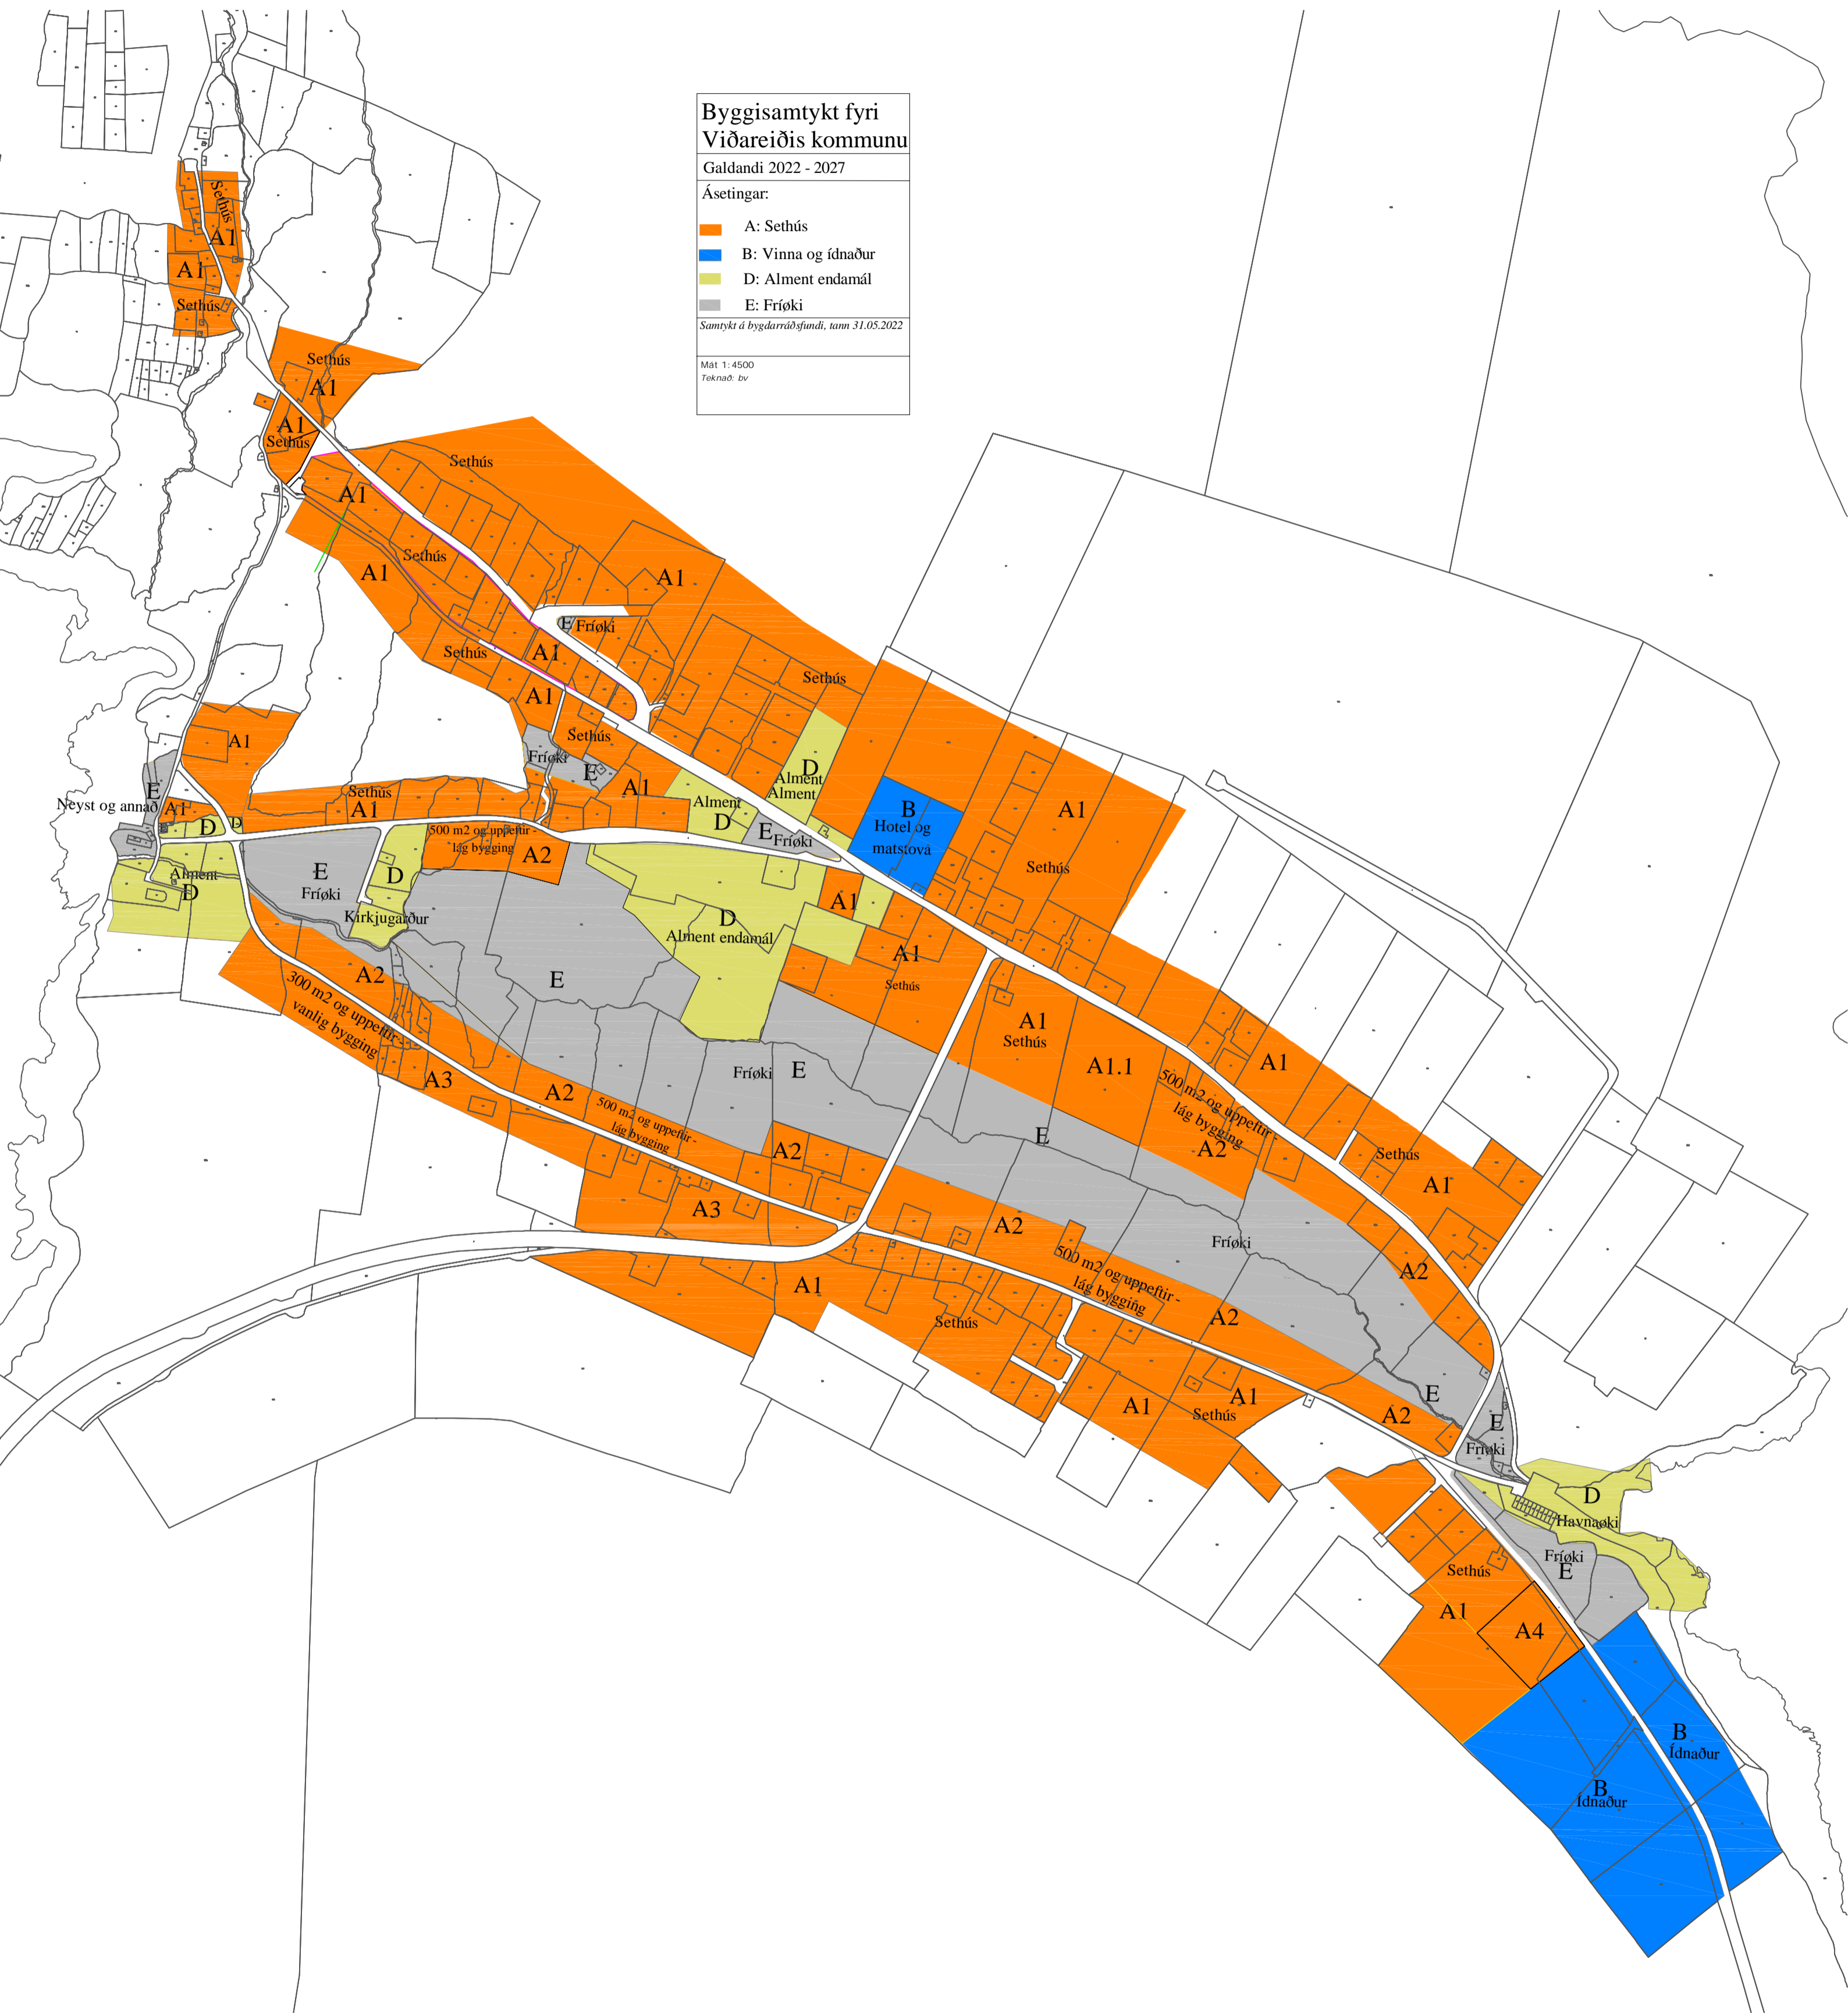 Byggisamtykt fyri
Viðareiðis kommunu
Galdandi 2022 - 2027
Ásetingar:
A: Sethús
B: Vinna og ídnaður
D: Alment endamál
E: Fríøki
Samtykt á bygdarráðsfundi, tann 31.05.2022
Mát 1:4500
Teknað: bv
Sethús
A1
A1
Sethús
Sethús
A1
A1
Sethús
Sethús
A1
Sethús
A1
A1
E Fríøki
Sethús
A1
Sethús
A1
Sethús
A1
Fríøki
E
A1
D
Alment
Alment
Alment
D
E
Fríøki
B
Hotel og
matstova
A1
Sethús
E
Neyst og annað
A1
Sethús
A1
D
D
500 m2 og uppeftir -
lág bygging
A2
E
Fríøki
D
Kirkjugarður
Alment
D
A1
D
Alment endamál
A1
Sethús
A2
E
300 m2 og uppeftir -
vanlig bygging
A1
Sethús
A1.1
A1
Fríøki
E
A3
A2
500 m2 og uppeftir -
lág bygging
500 m2 og uppeftir -
lág bygging
E
A2
A2
Sethús
A1
A3
A2
Fríøki
500 m2 og uppeftir -
lág bygging
A2
A1
Sethús
A2
E
A1
A1
Sethús
A2
E
Fríøki
D
Havnaøki
Fríøki
E
Sethús
A1
A4
B
Ídnaður
B
Ídnaður